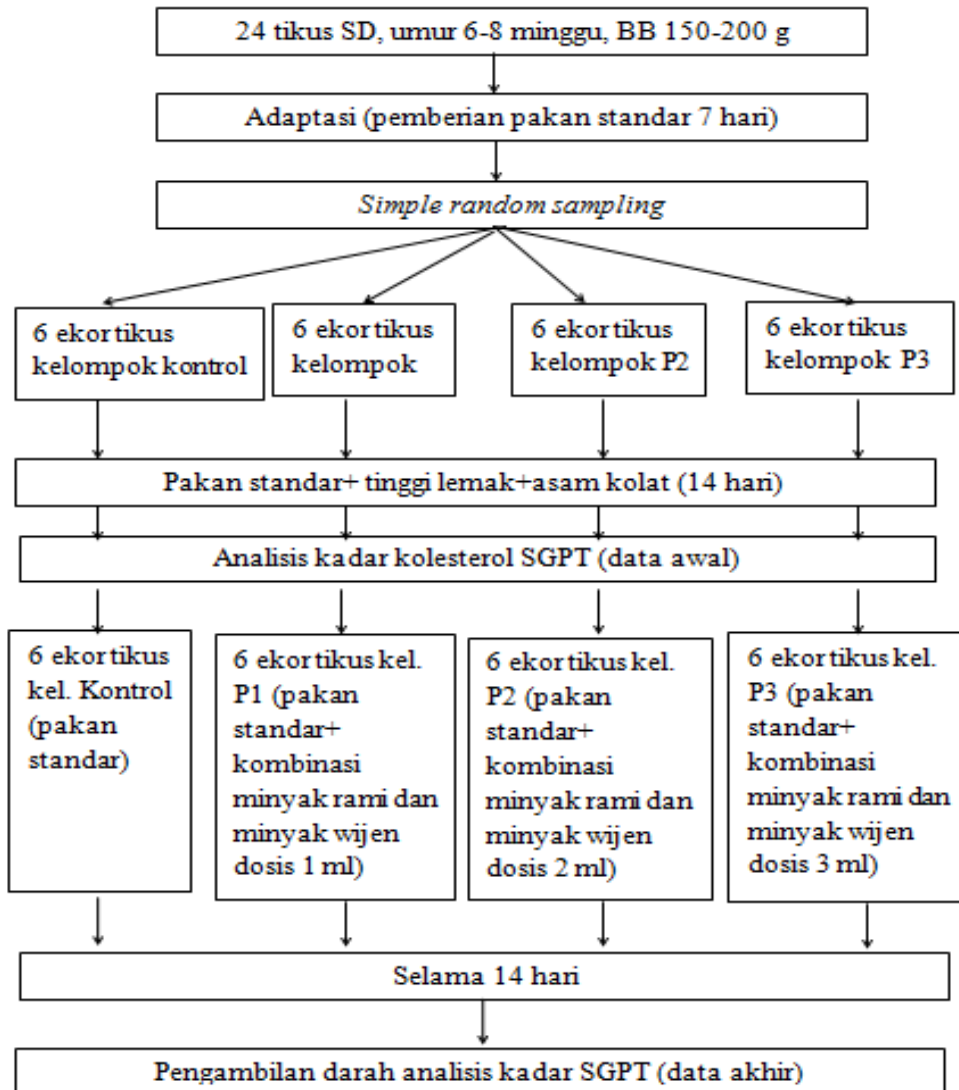 24 tikus SD, umur 6-8 minggu, BB 150-200 g
Adaptasi (pemberian pakan standar 7 hari)
Simple random sampling
6 ekor tikus
kelompok kontrol
6 ekor tikus
kelompok
6 ekor tikus
kelompok P2
6 ekor tikus
kelompok P3
Pakan standar+ tinggi lemak+asam kolat (14 hari)
Analisis kadar kolesterol SGPT (data awal)
6 ekor tikus
kel. Kontrol
(pakan
standar)
6 ekor tikus kel.
P1 (pakan
standar+
kombinasi
minyak rami dan
minyak wijen
dosis 1 ml)
6 ekor tikus kel.
P2 (pakan
standar+
kombinasi
minyak rami dan
minyak wijen
dosis 2 ml)
6 ekor tikus kel.
P3 (pakan
standar+
kombinasi
minyak rami dan
minyak wijen
dosis 3 ml)
Selama 14 hari
Pengambilan darah analisis kadar SGPT (data akhir)